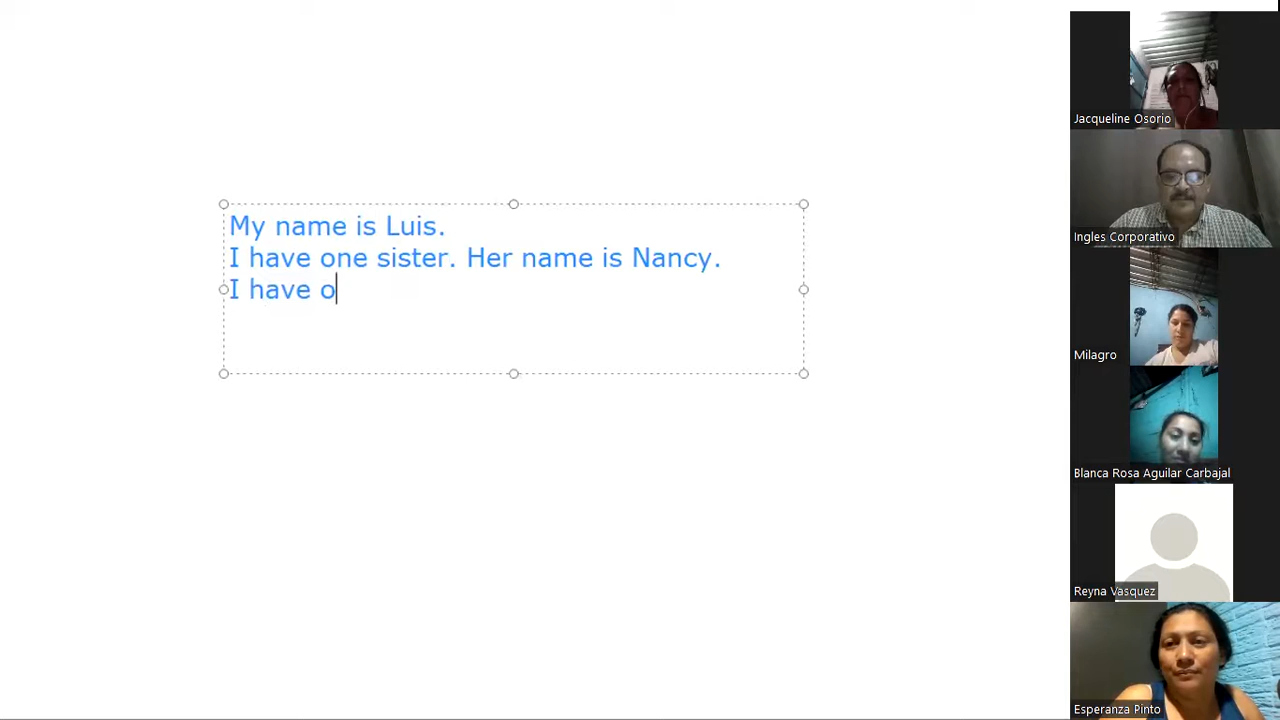 My name is Luis.
I have one sister. Her name is Nancy.
I have o
Jacqueline Osorio
Ingles Corporativo
Milagro
Blanca Rosa Aguilar Carbajal
Reyna Vasquez
Esperanza Pinto